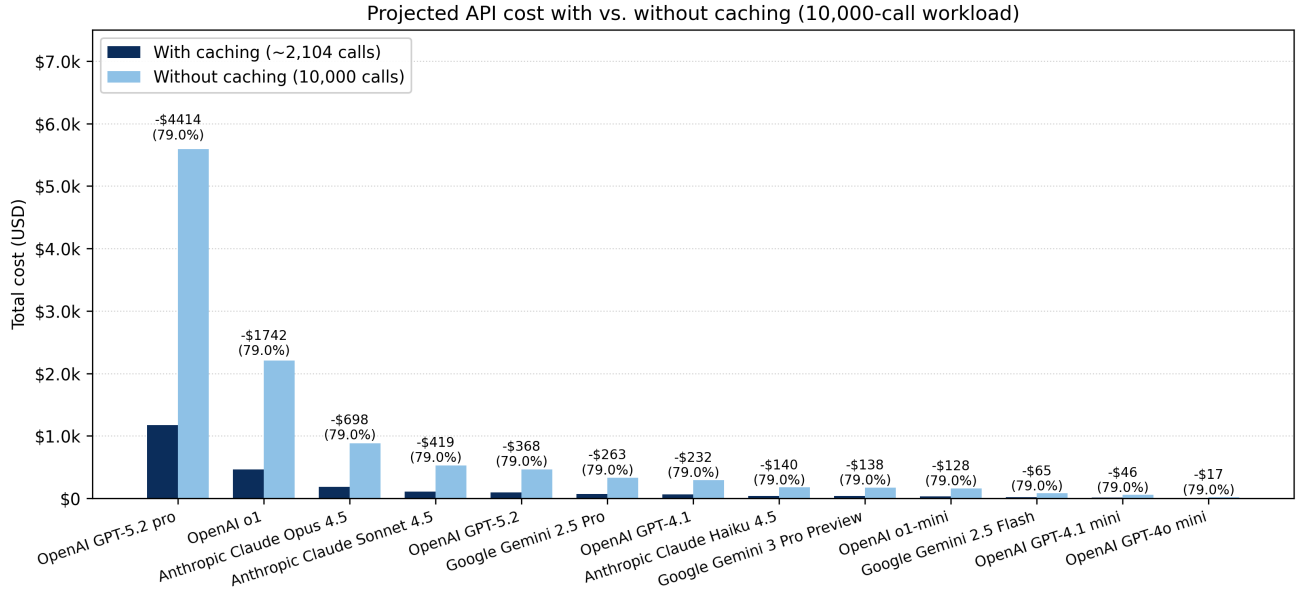 Projected API cost with vs. without caching (10,000-call workload)
With caching (~2,104 calls)
Without caching (10,000 calls)
Total cost (USD)
$7.0k
$6.0k
$5.0k
$4.0k
$3.0k
$2.0k
$1.0k
$0
-$4414
(79.0%)
-$1742
(79.0%)
-$698
(79.0%)
-$419
(79.0%)
-$368
(79.0%)
-$263
(79.0%)
-$232
(79.0%)
-$140
(79.0%)
-$138
(79.0%)
-$128
(79.0%)
-$65
(79.0%)
-$46
(79.0%)
-$17
(79.0%)
OpenAI GPT-5.2 pro
OpenAI o1
Anthropic Claude Opus 4.5
Anthropic Claude Sonnet 4.5
OpenAI GPT-5.2
Google Gemini 2.5 Pro
OpenAI GPT-4.1
Anthropic Claude Haiku 4.5
Google Gemini 3 Pro Preview
OpenAI o1-mini
Google Gemini 2.5 Flash
OpenAI GPT-4.1 mini
OpenAI GPT-4o mini